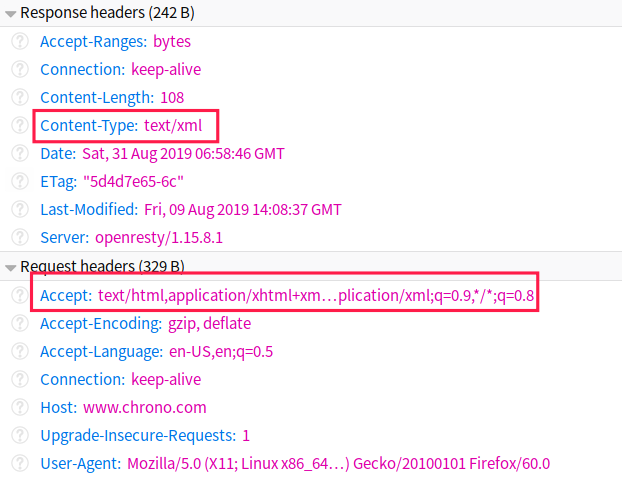 Response headers (242 B)
Accept-Ranges: bytes
Connection: keep-alive
Content-Length: 108
Content-Type: text/xml
Date: Sat, 31 Aug 2019 06:58:46 GMT
ETag: "5d4d7e65-6c"
Last-Modified: Fri, 09 Aug 2019 14:08:37 GMT
Server: openresty/1.15.8.1
Request headers (329 B)
Accept: text/html,application/xhtml+xm…plication/xml;q=0.9,*/*;q=0.8
Accept-Encoding: gzip, deflate
Accept-Language: en-US,en;q=0.5
Connection: keep-alive
Host: www.chrono.com
Upgrade-Insecure-Requests: 1
User-Agent: Mozilla/5.0 (X11; Linux x86_64…) Gecko/20100101 Firefox/60.0